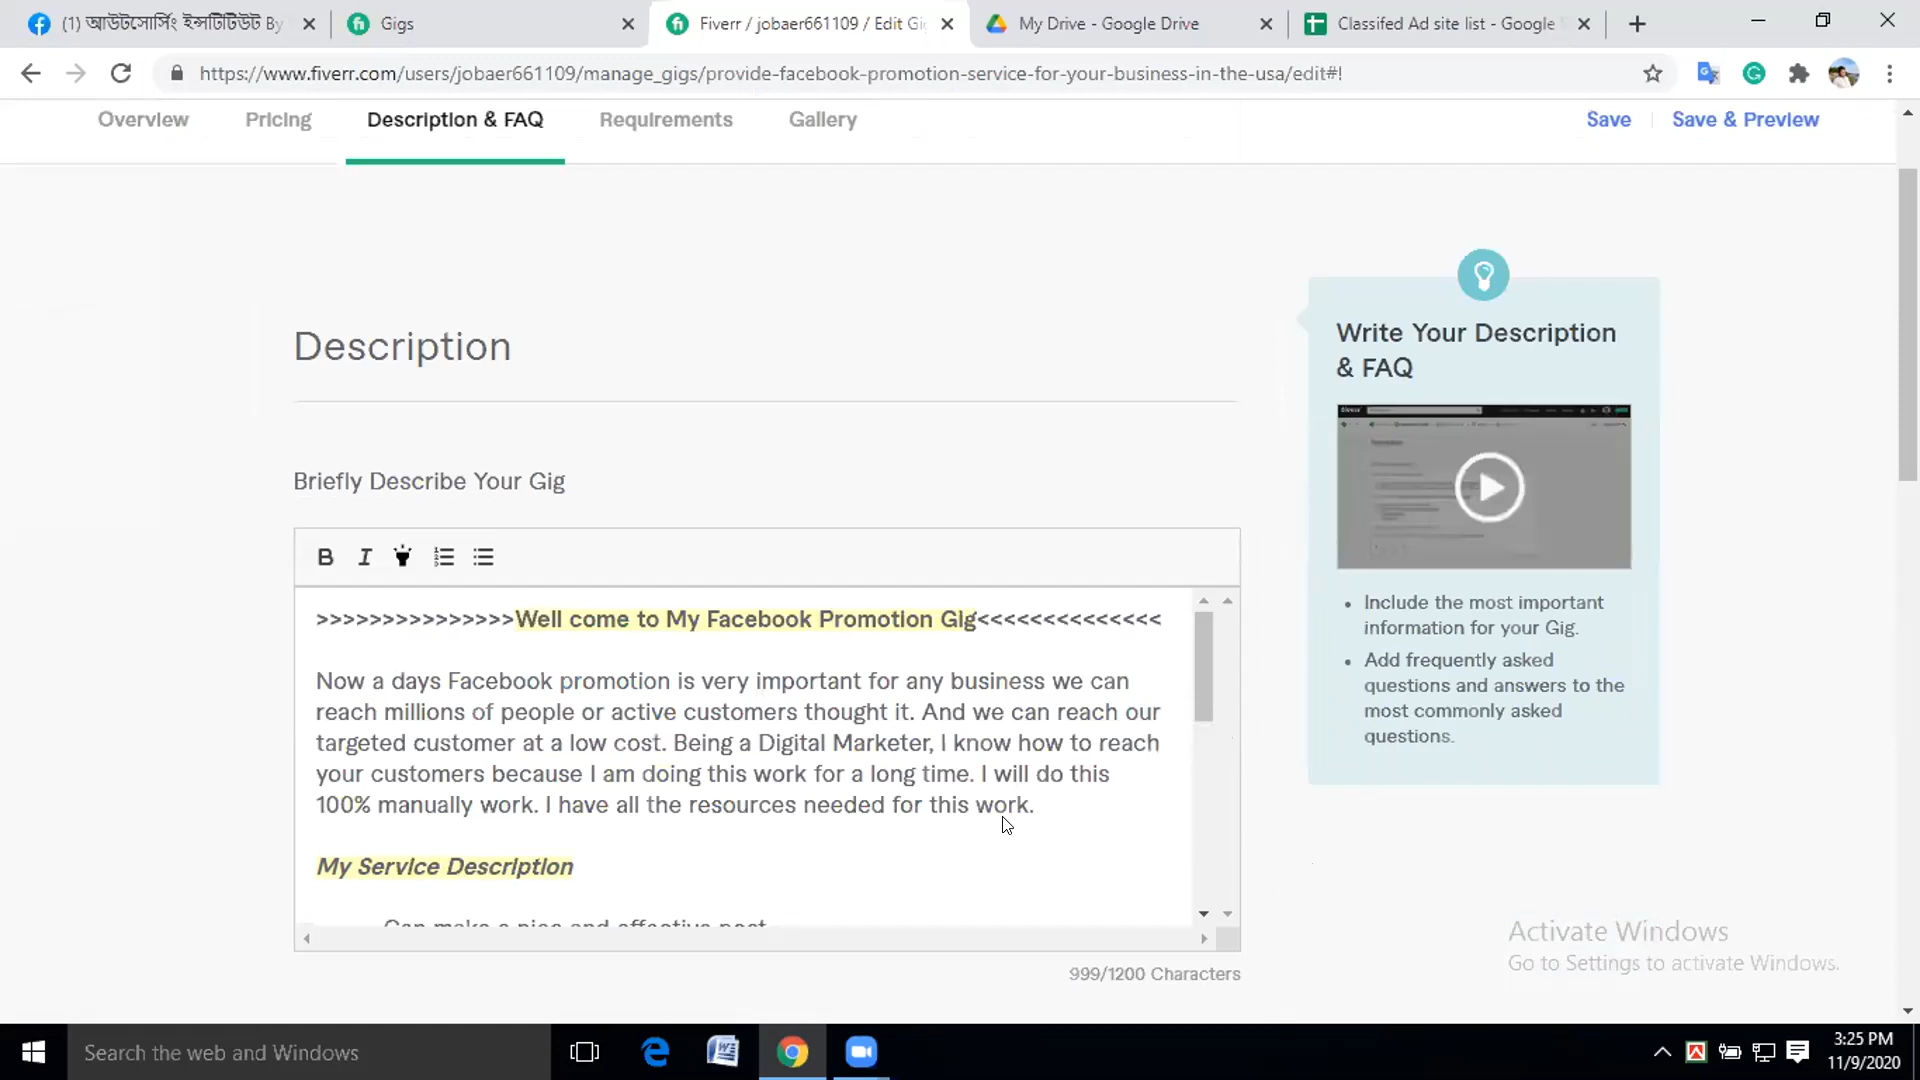 (1) আউটসোর্সিং ইন্সটিটিউট By
Gigs
Fiverr / jobaer661109 / Edit Gi
My Drive - Google Drive
Classifed Ad site list - Google
https://www.fiverr.com/users/jobaer661109/manage_gigs/provide-facebook-promotion-service-for-your-business-in-the-usa/edit#!
Overview
Pricing
Description & FAQ
Requirements
Gallery
Save
Save & Preview
Description
Briefly Describe Your Gig
B I
>>>>>>>>>>>>>>>Well come to My Facebook Promotion Gig<<<<<<<<<<<<<<
Now a days Facebook promotion is very important for any business we can
reach millions of people or active customers thought it. And we can reach our
targeted customer at a low cost. Being a Digital Marketer, I know how to reach
your customers because I am doing this work for a long time. I will do this
100% manually work. I have all the resources needed for this work.
My Service Description
Can make a nice and effective post
999/1200 Characters
Write Your Description
& FAQ
Include the most important
information for your Gig.
Add frequently asked
questions and answers to the
most commonly asked
questions.
Activate Windows
Go to Settings to activate Windows.
Search the web and Windows
3:25 PM
11/9/2020